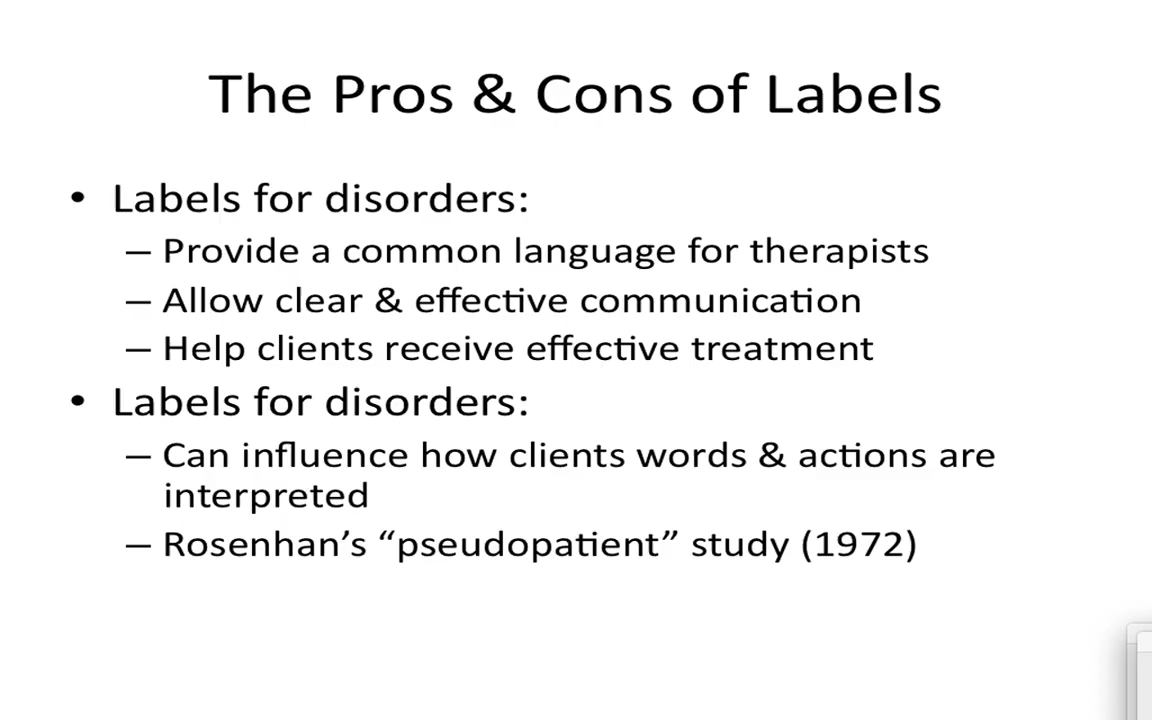 The Pros & Cons of Labels
• Labels for disorders:
– Provide a common language for therapists
– Allow clear & effective communication
– Help clients receive effective treatment
• Labels for disorders:
– Can influence how clients words & actions are
interpreted
– Rosenhan’s “pseudopatient” study (1972)